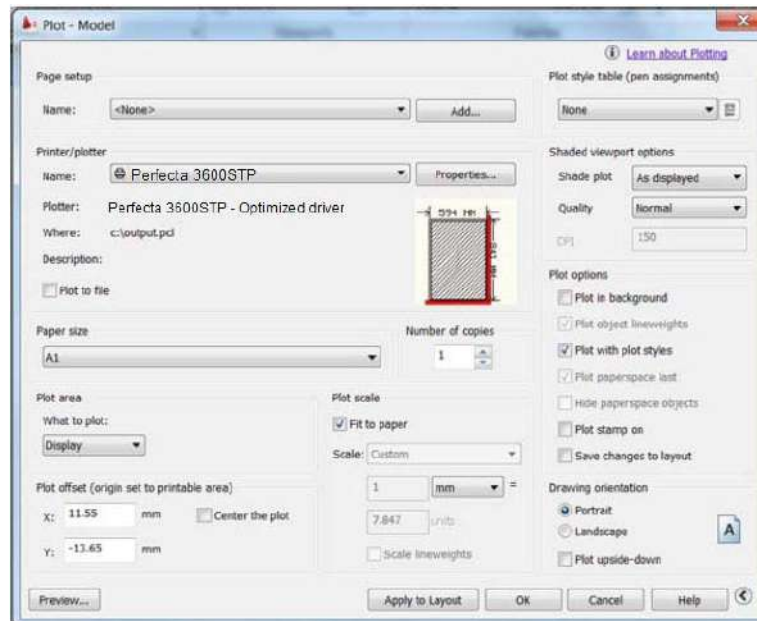 Plot - Model
Learn about Plotting
Page setup
Name: <None> Add...
Plot style table (pen assignments)
None
Printer/plotter
Name: Perfecta 3600STP Properties...
Plotter: Perfecta 3600STP - Optimized driver
Where: c:\output.pcl
Description:
Plot to file
594 MM
841 MM
Shaded viewport options
Shade plot As displayed
Quality Normal
DPI 150
Paper size
A1
Number of copies
1
Plot options
Plot in background
Plot object lineweights
Plot with plot styles
Plot paperspace last
Hide paperspace objects
Plot stamp on
Save changes to layout
Plot area
What to plot:
Display
Plot scale
Fit to paper
Scale: Custom
1 mm =
7.847 units
Scale lineweights
Plot offset (origin set to printable area)
X: 11.55 mm Center the plot
Y: -13.65 mm
Drawing orientation
Portrait
Landscape
Plot upside-down
A
Preview... Apply to Layout OK Cancel Help